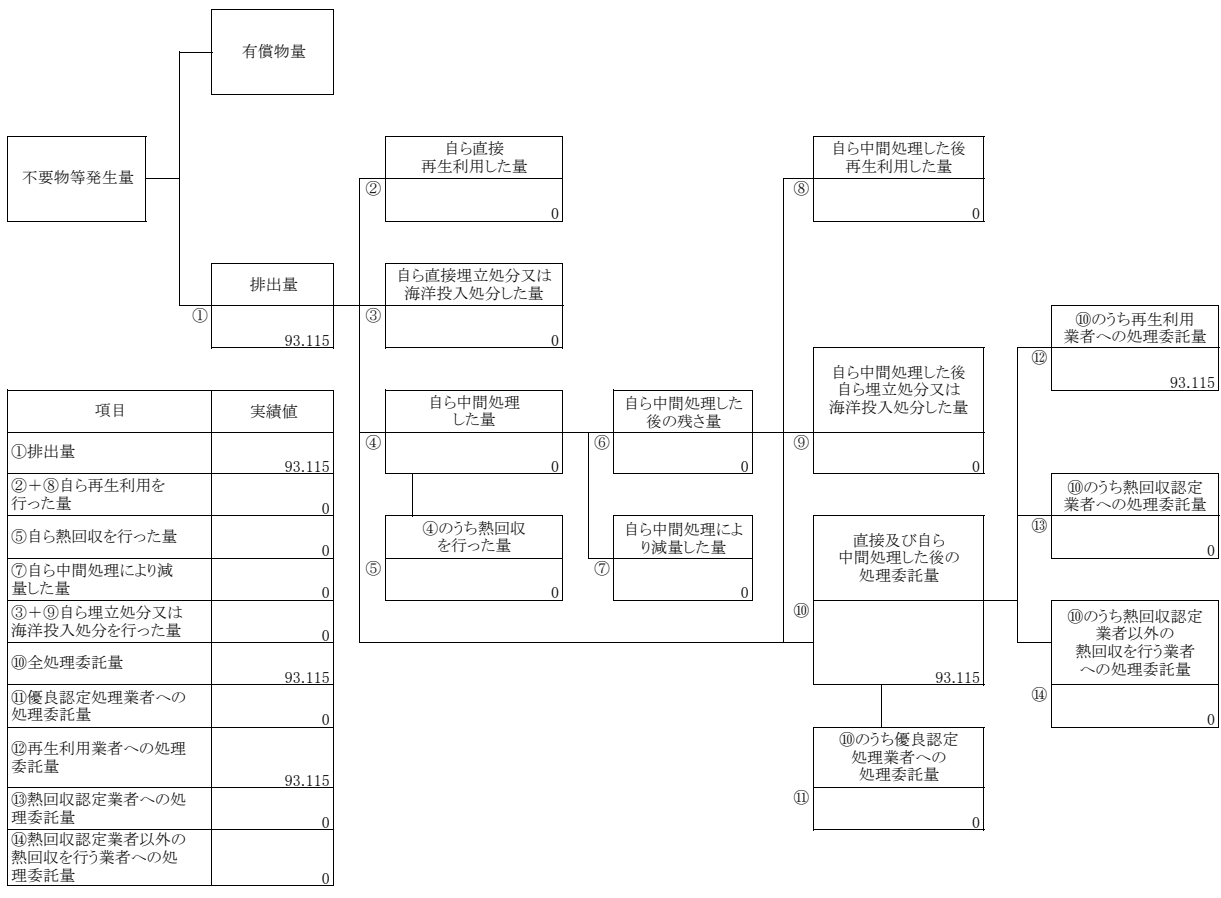 有償物量
不要物等発生量
自ら直接
再生利用した量
②
0
自ら中間処理した後
再生利用した量
⑧
0
排出量
①
93.115
自ら直接埋立処分又は
海洋投入処分した量
③
0
⑩のうち再生利用
業者への処理委託量
⑫
93.115
自ら中間処理
した量
④
0
自ら中間処理した
後の残さ量
⑥
0
自ら中間処理した後
自ら埋立処分又は
海洋投入処分した量
⑨
0
⑩のうち熱回収認定
業者への処理委託量
⑬
0
④のうち熱回収
を行った量
⑤
0
自ら中間処理によ
り減量した量
⑦
0
直接及び自ら
中間処理した後の
処理委託量
⑩
93.115
⑩のうち熱回収認定
業者以外の
熱回収を行う業者
への処理委託量
⑭
0
⑩のうち優良認定
処理業者への
処理委託量
⑪
0
項目 実績値
①排出量
93.115
②＋⑧自ら再生利用を
行った量
0
⑤自ら熱回収を行った量
0
⑦自ら中間処理により減
量した量
0
③＋⑨自ら埋立処分又は
海洋投入処分を行った量
0
⑩全処理委託量
93.115
⑪優良認定処理業者への
処理委託量
0
⑫再生利用業者への処理
委託量
93.115
⑬熱回収認定業者への処
理委託量
0
⑭熱回収認定業者以外の
熱回収を行う業者への処
理委託量
0